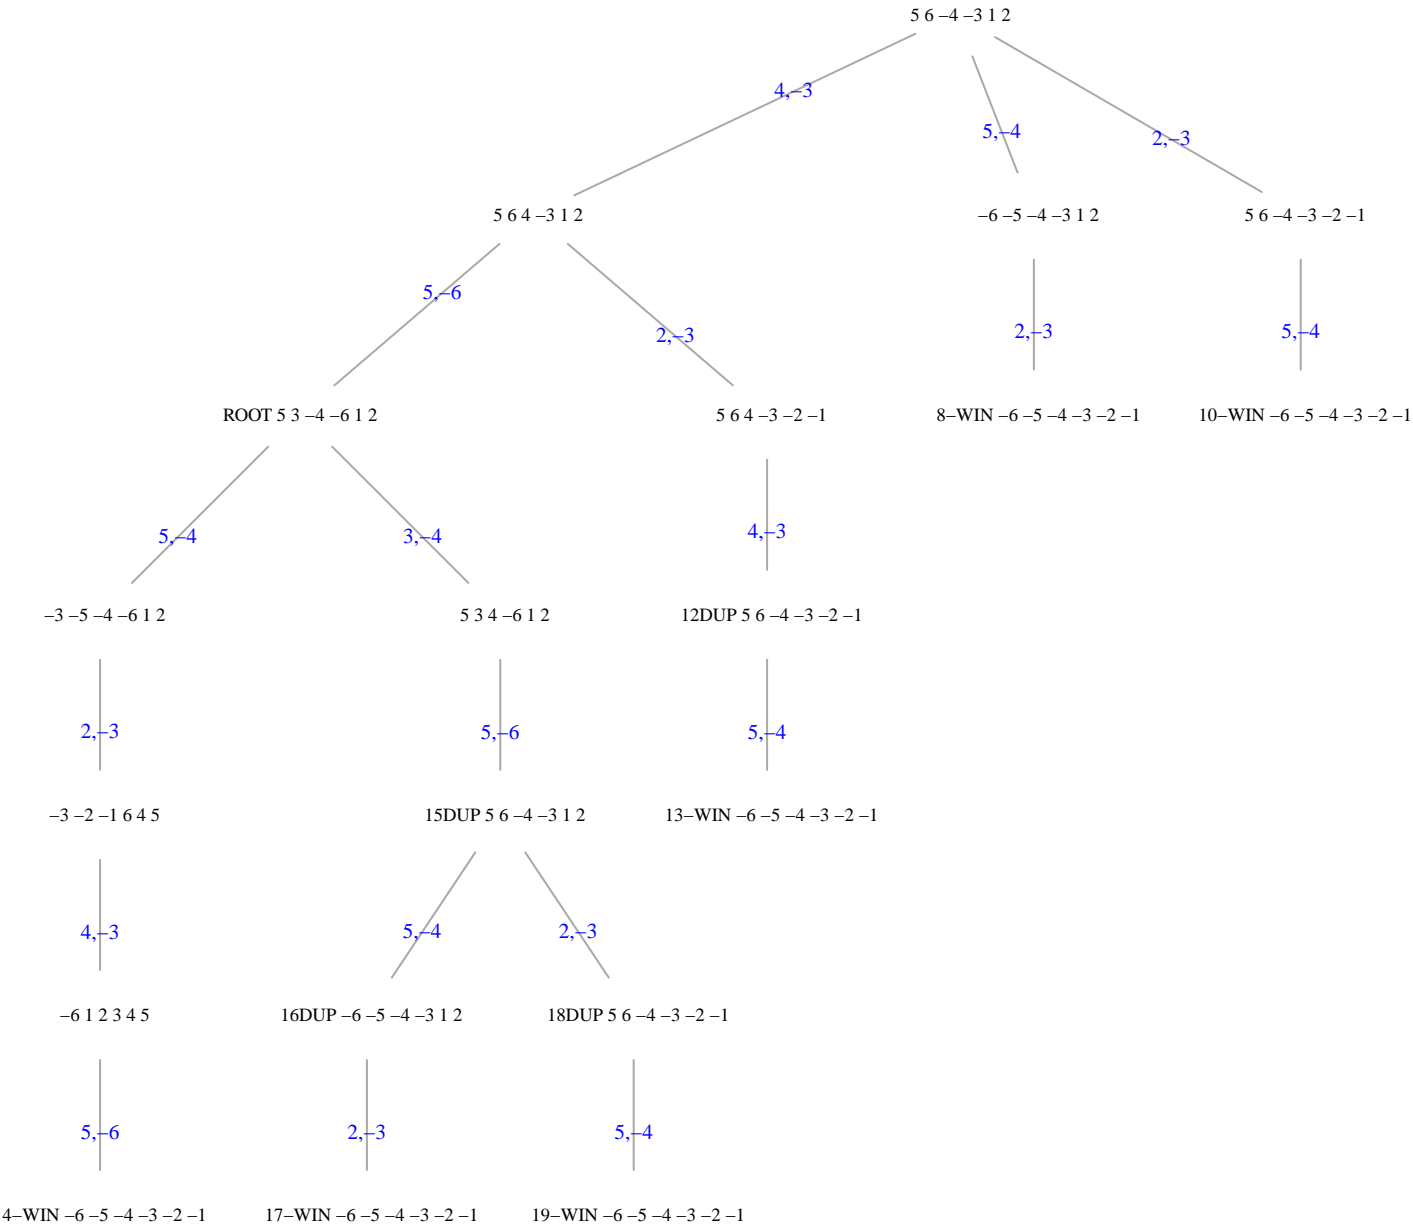 5 6 –4 –3 1 2
4,–3
5,–4
2,–3
5 6 4 –3 1 2
–6 –5 –4 –3 1 2
5 6 –4 –3 –2 –1
5,–6
2,–3
2,–3
5,–4
ROOT 5 3 –4 –6 1 2
5 6 4 –3 –2 –1
8–WIN –6 –5 –4 –3 –2 –1
10–WIN –6 –5 –4 –3 –2 –1
5,–4
3,–4
4,–3
–3 –5 –4 –6 1 2
5 3 4 –6 1 2
12DUP 5 6 –4 –3 –2 –1
2,–3
5,–6
5,–4
–3 –2 –1 6 4 5
15DUP 5 6 –4 –3 1 2
13–WIN –6 –5 –4 –3 –2 –1
4,–3
5,–4
2,–3
–6 1 2 3 4 5
16DUP –6 –5 –4 –3 1 2
18DUP 5 6 –4 –3 –2 –1
5,–6
2,–3
5,–4
4–WIN –6 –5 –4 –3 –2 –1
17–WIN –6 –5 –4 –3 –2 –1
19–WIN –6 –5 –4 –3 –2 –1